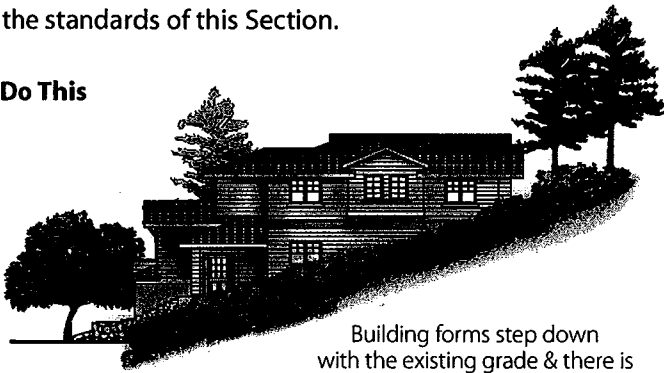 the standards of this Section.
Do This
Building forms step down
with the existing grade & there is